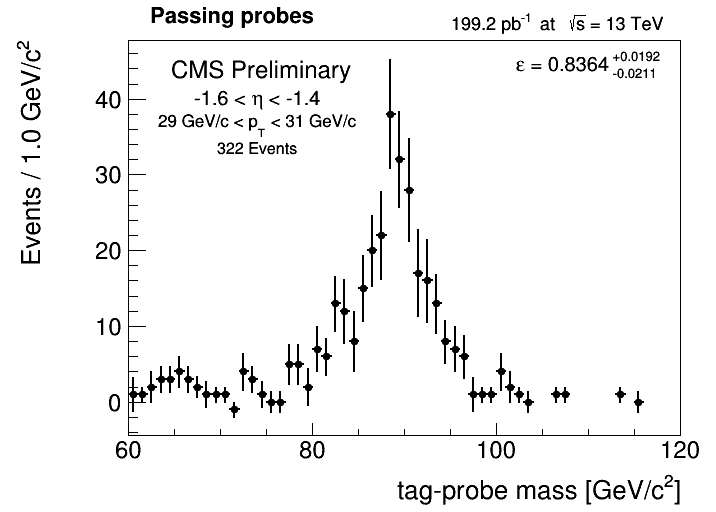 Passing probes
199.2 pb⁻¹ at √s = 13 TeV
CMS Preliminary
ε = 0.8364 +0.0192 -0.0211
-1.6 < η < -1.4
29 GeV/c < p_T < 31 GeV/c
322 Events
Events / 1.0 GeV/c²
40
30
20
10
0
60 80 100 120
tag-probe mass [GeV/c²]